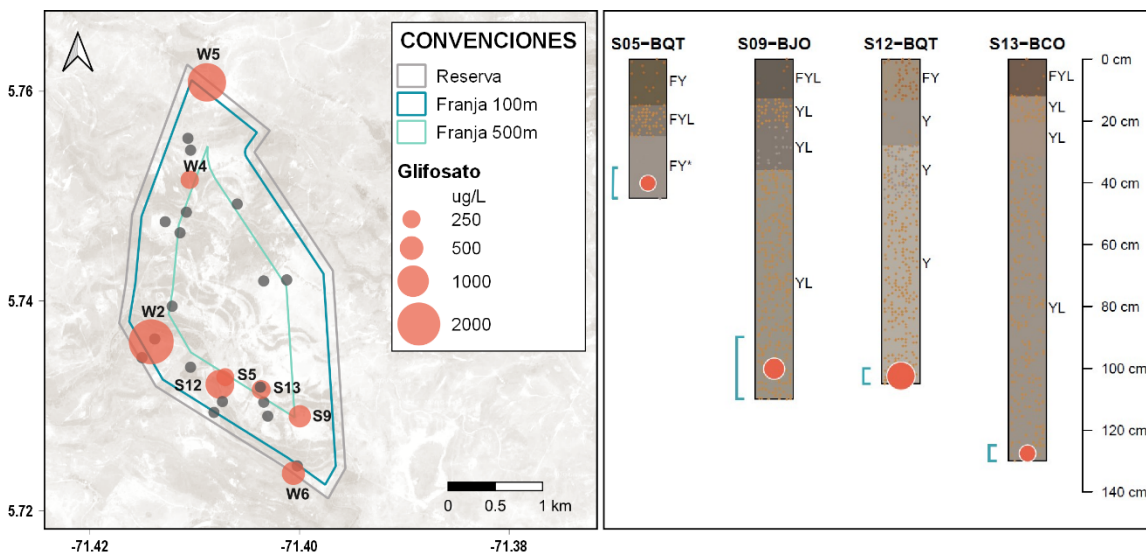 5.76
5.74
5.72
-71.42
-71.40
-71.38
W5
W4
W2
S12
S5
S13
S9
W6
0
0.5
1 km
CONVENCIONES
Reserva
Franja 100m
Franja 500m
Glifosato
ug/L
250
500
1000
2000
S05-BQT
FY
FYL
FY*
S09-BJO
FYL
YL
YL
YL
S12-BQT
FY
Y
Y
Y
S13-BCO
FYL
YL
YL
YL
0 cm
20 cm
40 cm
60 cm
80 cm
100 cm
120 cm
140 cm